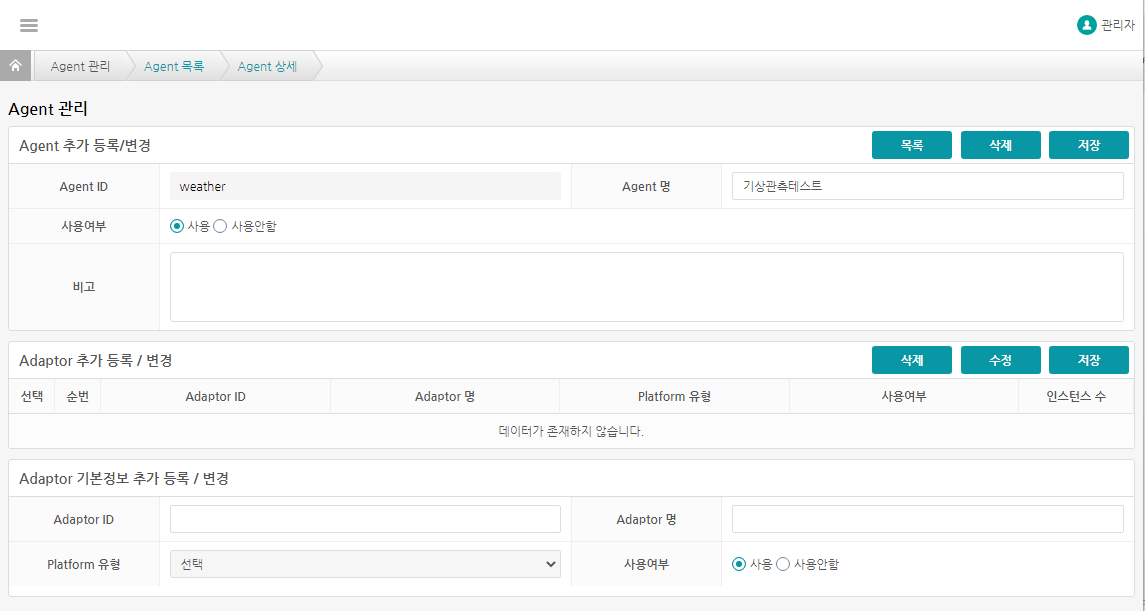 관리자
Agent 관리 Agent 목록 Agent 상세
Agent 관리
Agent 추가 등록/변경 목록 삭제 저장
Agent ID weather Agent 명 기상관측테스트
사용여부 사용 사용안함
비고
Adaptor 추가 등록 / 변경 삭제 수정 저장
선택 순번 Adaptor ID Adaptor 명 Platform 유형 사용여부 인스턴스 수
데이터가 존재하지 않습니다.
Adaptor 기본정보 추가 등록 / 변경
Adaptor ID Adaptor 명
Platform 유형 선택 사용여부 사용 사용안함